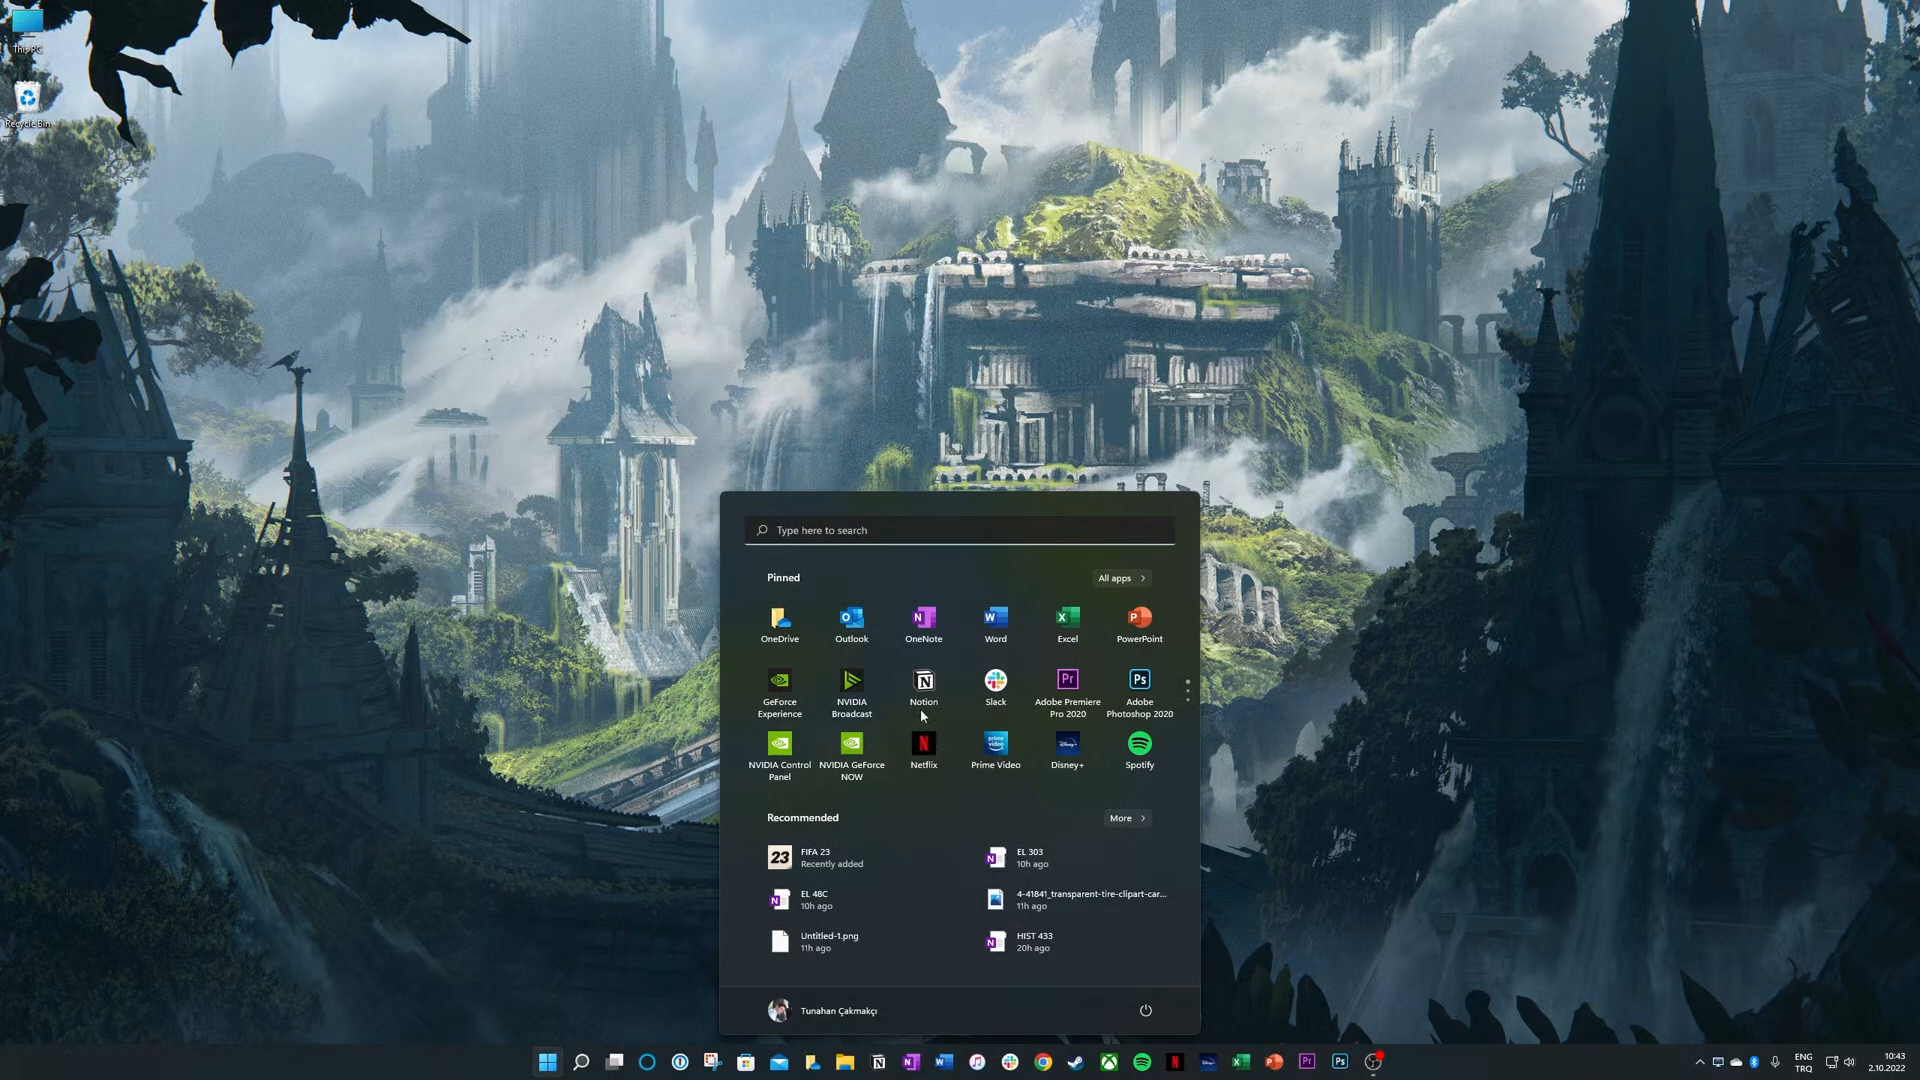 This PC
Recycle Bin
Type here to search
Pinned
All apps
OneDrive
Outlook
OneNote
Word
Excel
PowerPoint
GeForce
Experience
NVIDIA
Broadcast
Notion
Slack
Adobe Premiere
Pro 2020
Adobe
Photoshop 2020
NVIDIA Control
Panel
NVIDIA GeForce
NOW
Netflix
Prime Video
Disney+
Spotify
Recommended
More
FIFA 23
Recently added
EL 303
10h ago
EL 48C
10h ago
4-41841_transparent-tire-clipart-car...
11h ago
Untitled-1.png
11h ago
HIST 433
20h ago
Tunahan Çakmakçı
ENG
TRQ
10:43
2.10.2022